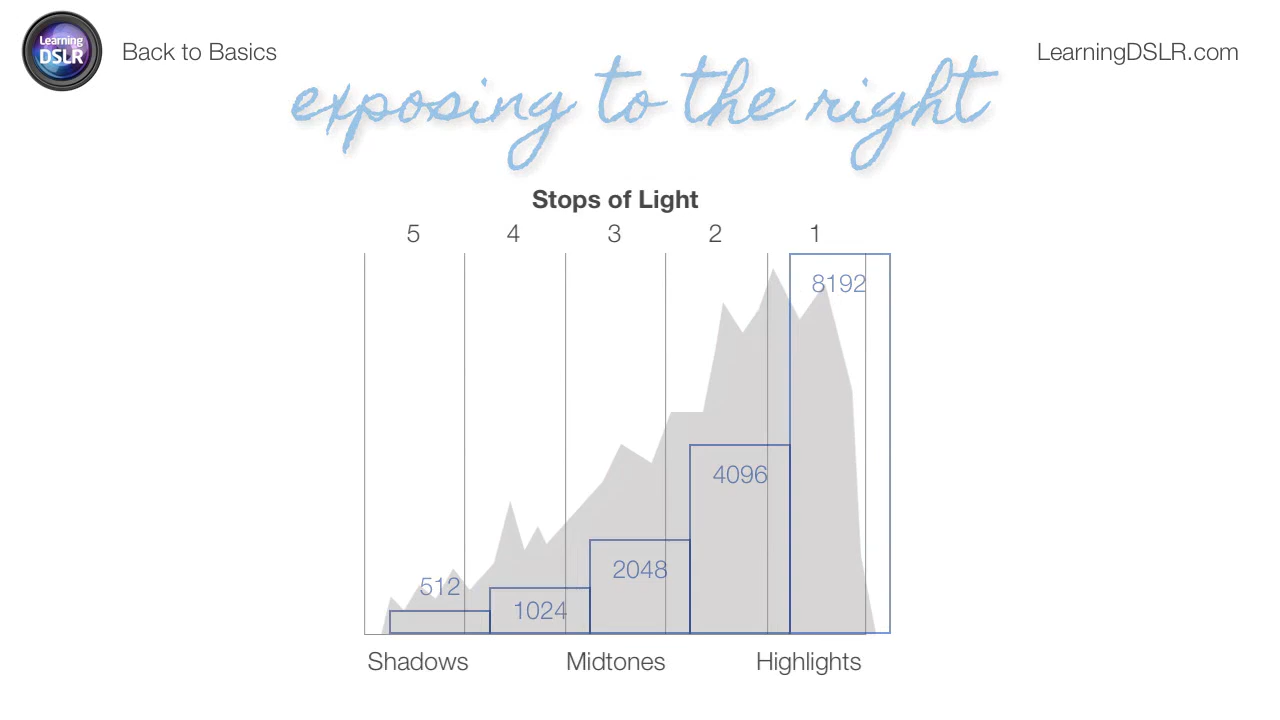 Learning
DSLR
Back to Basics
LearningDSLR.com
exposing to the right
Stops of Light
5 4 3 2 1
8192
4096
2048
512
1024
Shadows Midtones Highlights